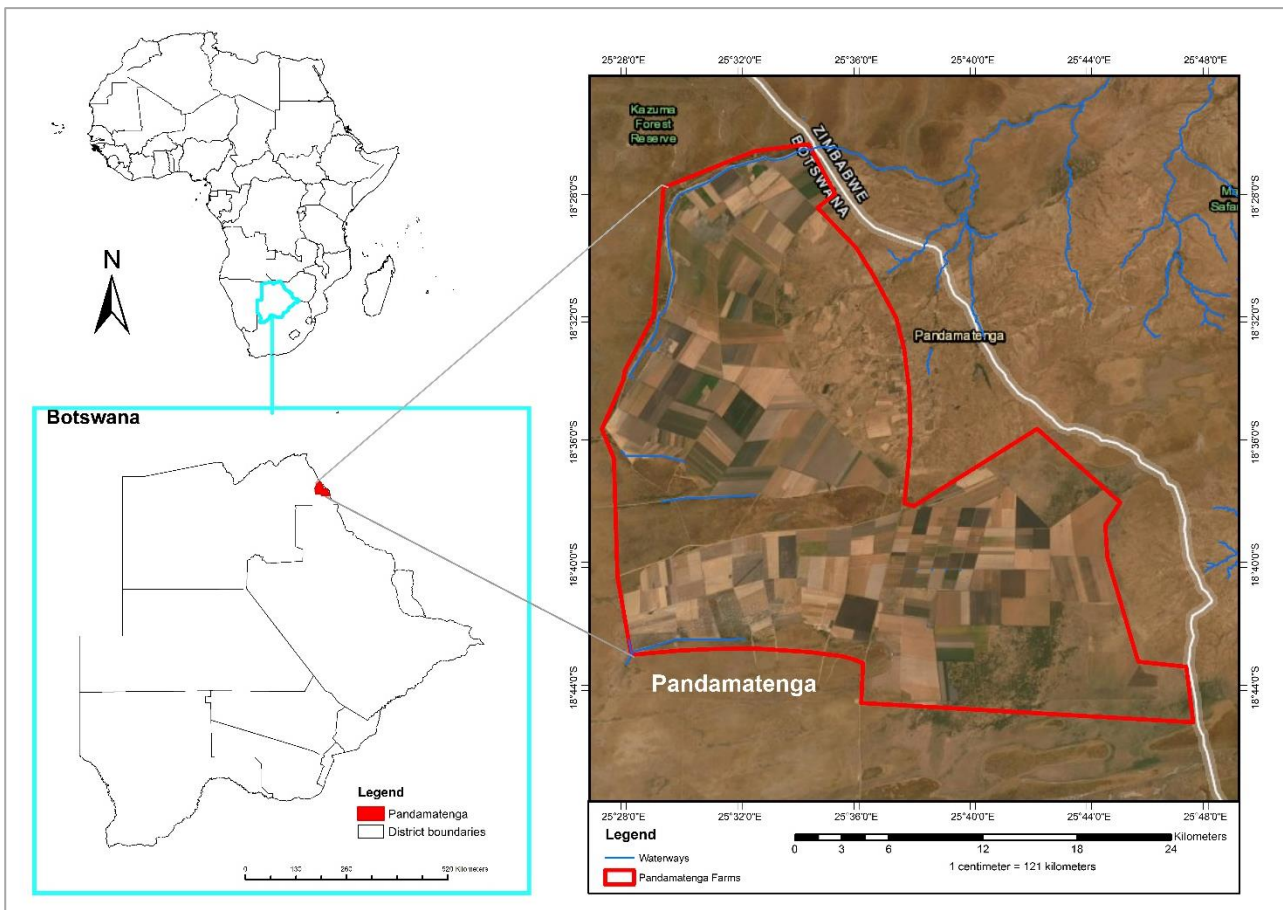 N
Botswana
Legend
Pandamatenga
District boundaries
0 130 260 520 Kilometers
25°28'0"E 25°32'0"E 25°36'0"E 25°40'0"E 25°44'0"E 25°48'0"E
18°28'0"S
18°32'0"S
18°36'0"S
18°40'0"S
18°44'0"S
Kazuma
Forest
Reserve
ZIMBABWE
BOTSWANA
Safar
Pandamatenga
Pandamatenga
18°28'0"S
18°32'0"S
18°36'0"S
18°40'0"S
18°44'0"S
25°28'0"E 25°32'0"E 25°36'0"E 25°40'0"E 25°44'0"E 25°48'0"E
Legend
Waterways
Pandamatenga Farms
0 3 6 12 18 24 Kilometers
1 centimeter = 121 kilometers